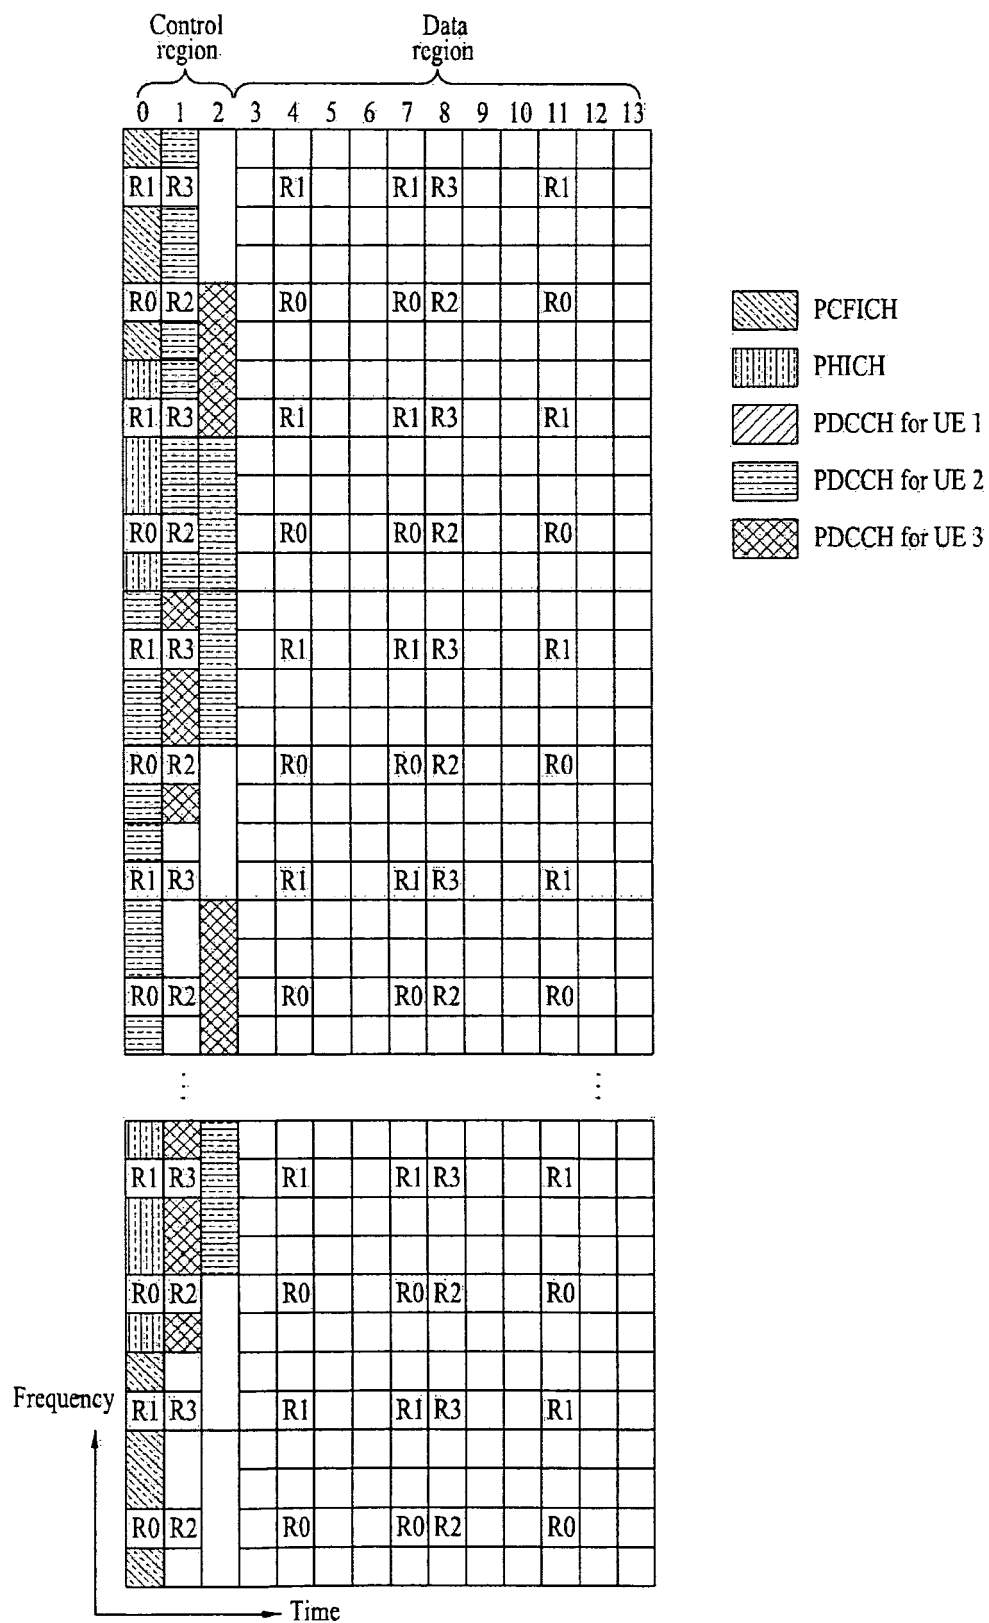 Control region
Data region
0 1 2 3 4 5 6 7 8 9 10 11 12 13
R1 R3 R1 R1 R3 R1
R0 R2 R0 R0 R2 R0
R1 R3 R1 R1 R3 R1
R0 R2 R0 R0 R2 R0
R1 R3 R1 R1 R3 R1
R0 R2 R0 R0 R2 R0
R1 R3 R1 R1 R3 R1
R0 R2 R0 R0 R2 R0
R1 R3 R1 R1 R3 R1
R0 R2 R0 R0 R2 R0
R1 R3 R1 R1 R3 R1
R0 R2 R0 R0 R2 R0
PCFICH
PHICH
PDCCH for UE 1
PDCCH for UE 2
PDCCH for UE 3
Frequency
Time